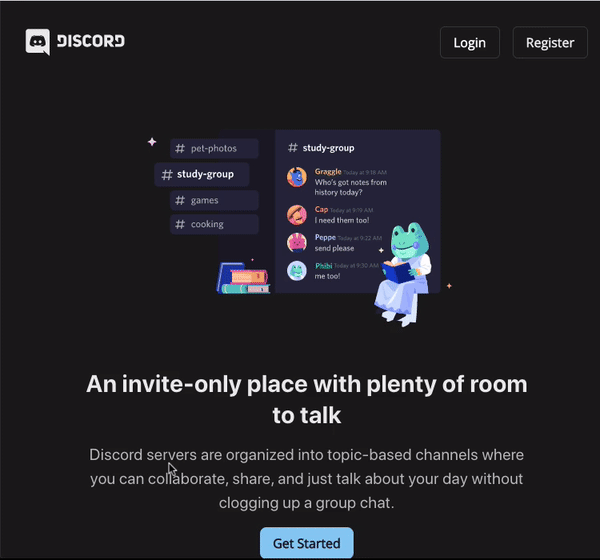 DISCORD
Login
Register
# pet-photos
# study-group
# games
# cooking
# study-group
Graggle Today at 9:18 AM
Who's got notes from
history today?
Cap Today at 9:19 AM
I need them too!
Peppe Today at 9:22 AM
send please
Phibi Today at 9:30 AM
me too!
An invite-only place with plenty of room
to talk
Discord servers are organized into topic-based channels where
you can collaborate, share, and just talk about your day without
clogging up a group chat.
Get Started